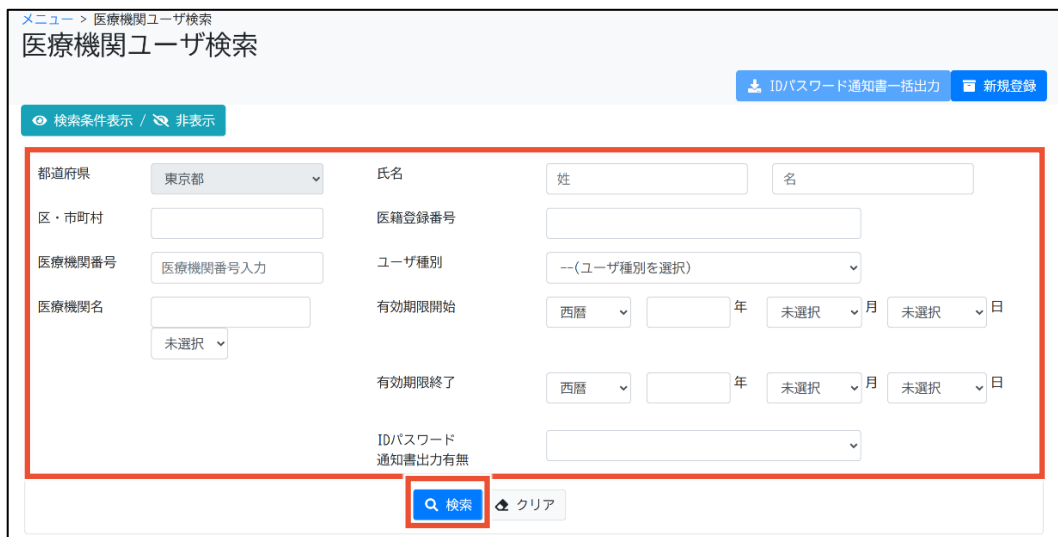 メニュー > 医療機関ユーザ検索
医療機関ユーザ検索
IDパスワード通知書一括出力 新規登録
検索条件表示 / 非表示
都道府県 東京都 氏名 姓 名
区・市町村 医籍登録番号
医療機関番号 医療機関番号入力 ユーザ種別 --(ユーザ種別を選択)
医療機関名 有効期限開始 西暦 年 未選択 月 未選択 日
未選択
有効期限終了 西暦 年 未選択 月 未選択 日
IDパスワード
通知書出力有無
検索 クリア